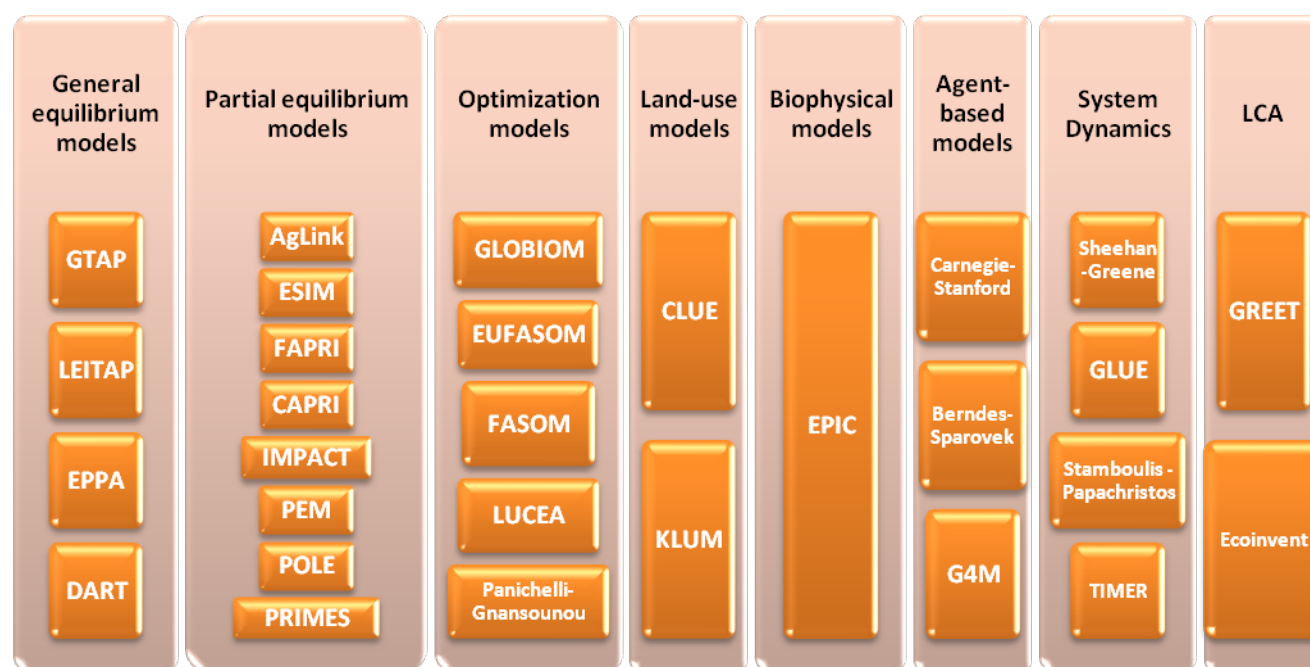 General
equilibrium
models
GTAP
LEITAP
EPPA
DART
Partial equilibrium
models
AgLink
ESIM
FAPRI
CAPRI
IMPACT
PEM
POLE
PRIMES
Optimization
models
GLOBIOM
EUFASOM
FASOM
LUCEA
Panichelli-
Gnansounou
Land-use
models
CLUE
KLUM
Biophysical
models
EPIC
Agent-
based
models
Carnegie-
Stanford
Berndes-
Sparovek
G4M
System
Dynamics
Sheehan
-Greene
GLUE
Stamboulis -
Papachristos
TIMER
LCA
GREET
Ecoinvent